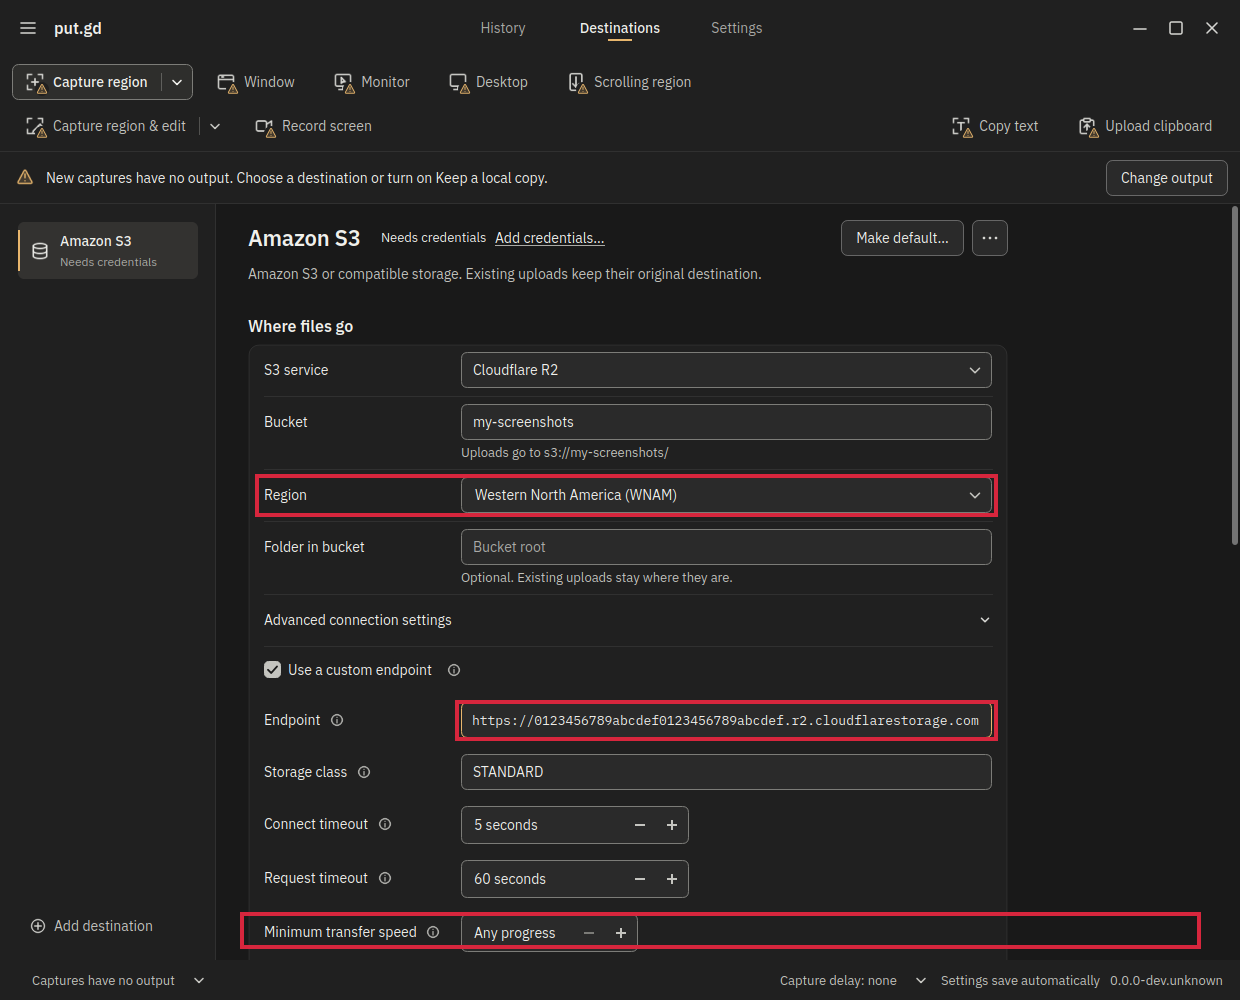 put.gd
History Destinations Settings
Capture region Window Monitor Desktop Scrolling region
Capture region & edit Record screen Copy text Upload clipboard
New captures have no output. Choose a destination or turn on Keep a local copy. Change output
Amazon S3
Needs credentials
Amazon S3 Needs credentials Add credentials... Make default...
Amazon S3 or compatible storage. Existing uploads keep their original destination.
Where files go
S3 service Cloudflare R2
Bucket my-screenshots
Uploads go to s3://my-screenshots/
Region Western North America (WNAM)
Folder in bucket Bucket root
Optional. Existing uploads stay where they are.
Advanced connection settings
Use a custom endpoint
Endpoint https://0123456789abcdef0123456789abcdef.r2.cloudflarestorage.com
Storage class STANDARD
Connect timeout 5 seconds
Request timeout 60 seconds
Minimum transfer speed Any progress
Add destination
Captures have no output Capture delay: none Settings save automatically 0.0.0-dev.unknown